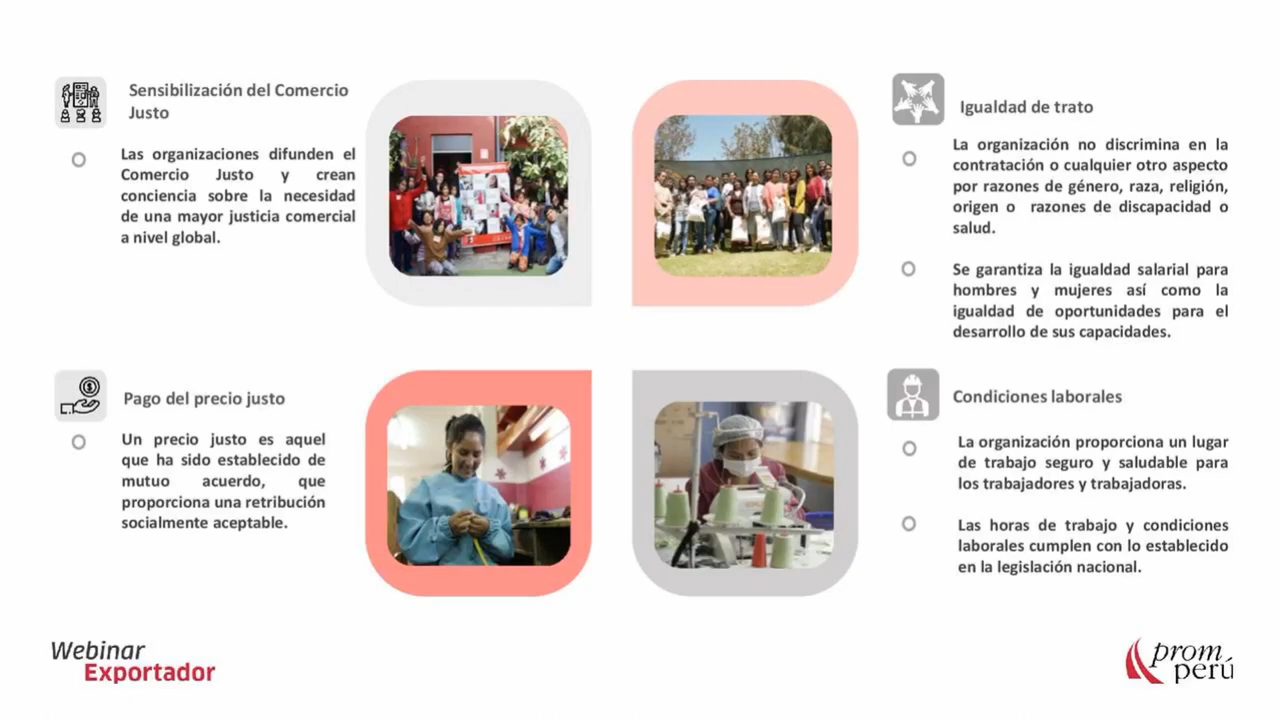 Sensibilización del Comercio
Justo
Las organizaciones difunden el
Comercio Justo y crean
conciencia sobre la necesidad
de una mayor justicia comercial
a nivel global.
Igualdad de trato
La organización no discrimina en la
contratación o cualquier otro aspecto
por razones de género, raza, religión,
origen o razones de discapacidad o
salud.
Se garantiza la igualdad salarial para
hombres y mujeres así como la
igualdad de oportunidades para el
desarrollo de sus capacidades.
Pago del precio justo
Un precio justo es aquel
que ha sido establecido de
mutuo acuerdo, que
proporciona una retribución
socialmente aceptable.
Condiciones laborales
La organización proporciona un lugar
de trabajo seguro y saludable para
los trabajadores y trabajadoras.
Las horas de trabajo y condiciones
laborales cumplen con lo establecido
en la legislación nacional.
Webinar
Exportador
prom
perú